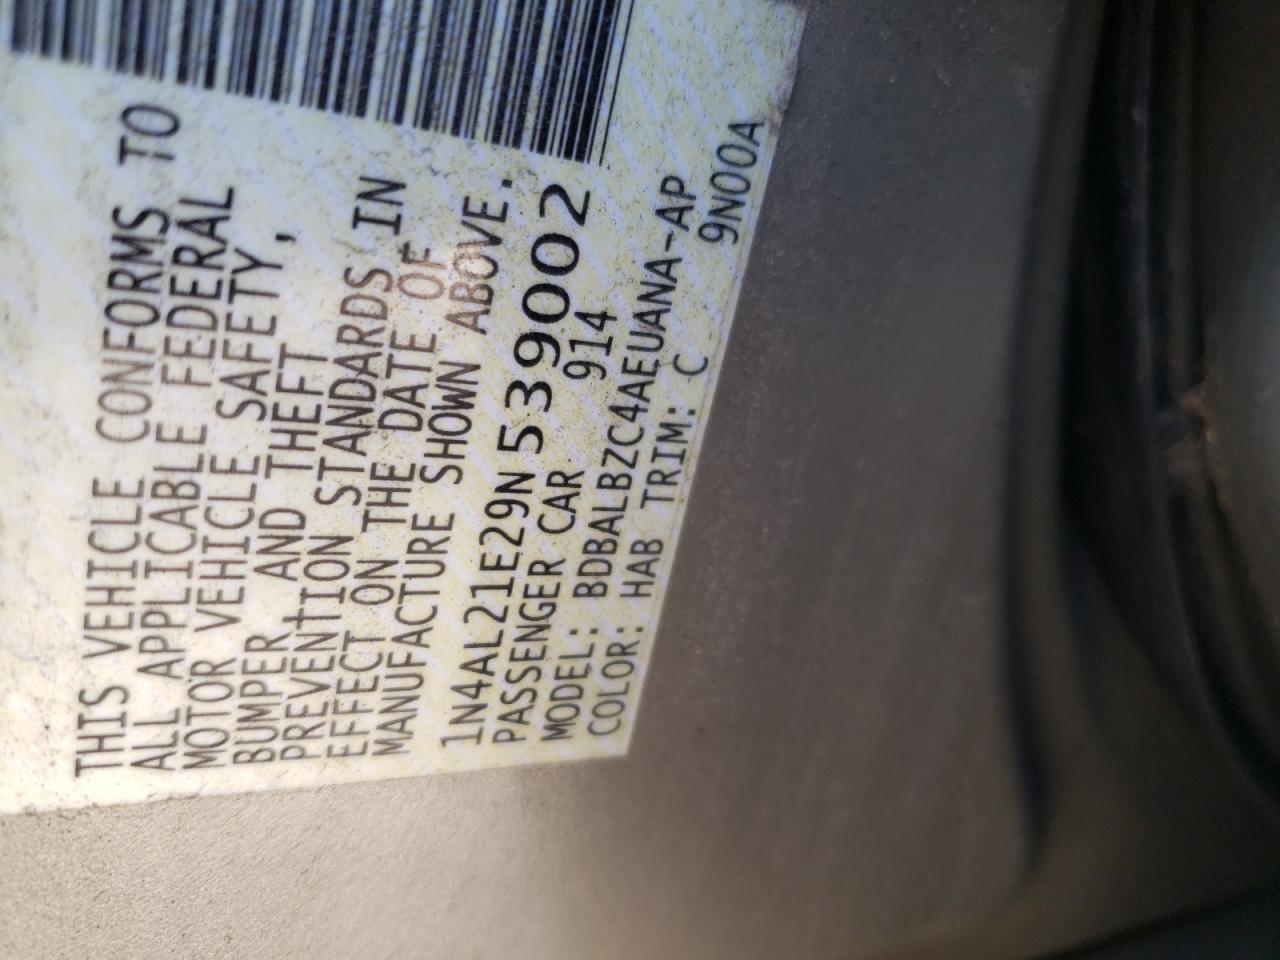 THIS VEHICLE CONFORMS TO
ALL APPLICABLE FEDERAL
MOTOR VEHICLE SAFETY,
BUMPER AND THEFT
PREVENTION STANDARDS IN
EFFECT ON THE DATE OF
MANUFACTURE SHOWN ABOVE.
1N4AL21E29N539002
PASSENGER CAR 914
MODEL: BDBALBZC4AEUANA-AP
COLOR: HAB TRIM: C 9N00A